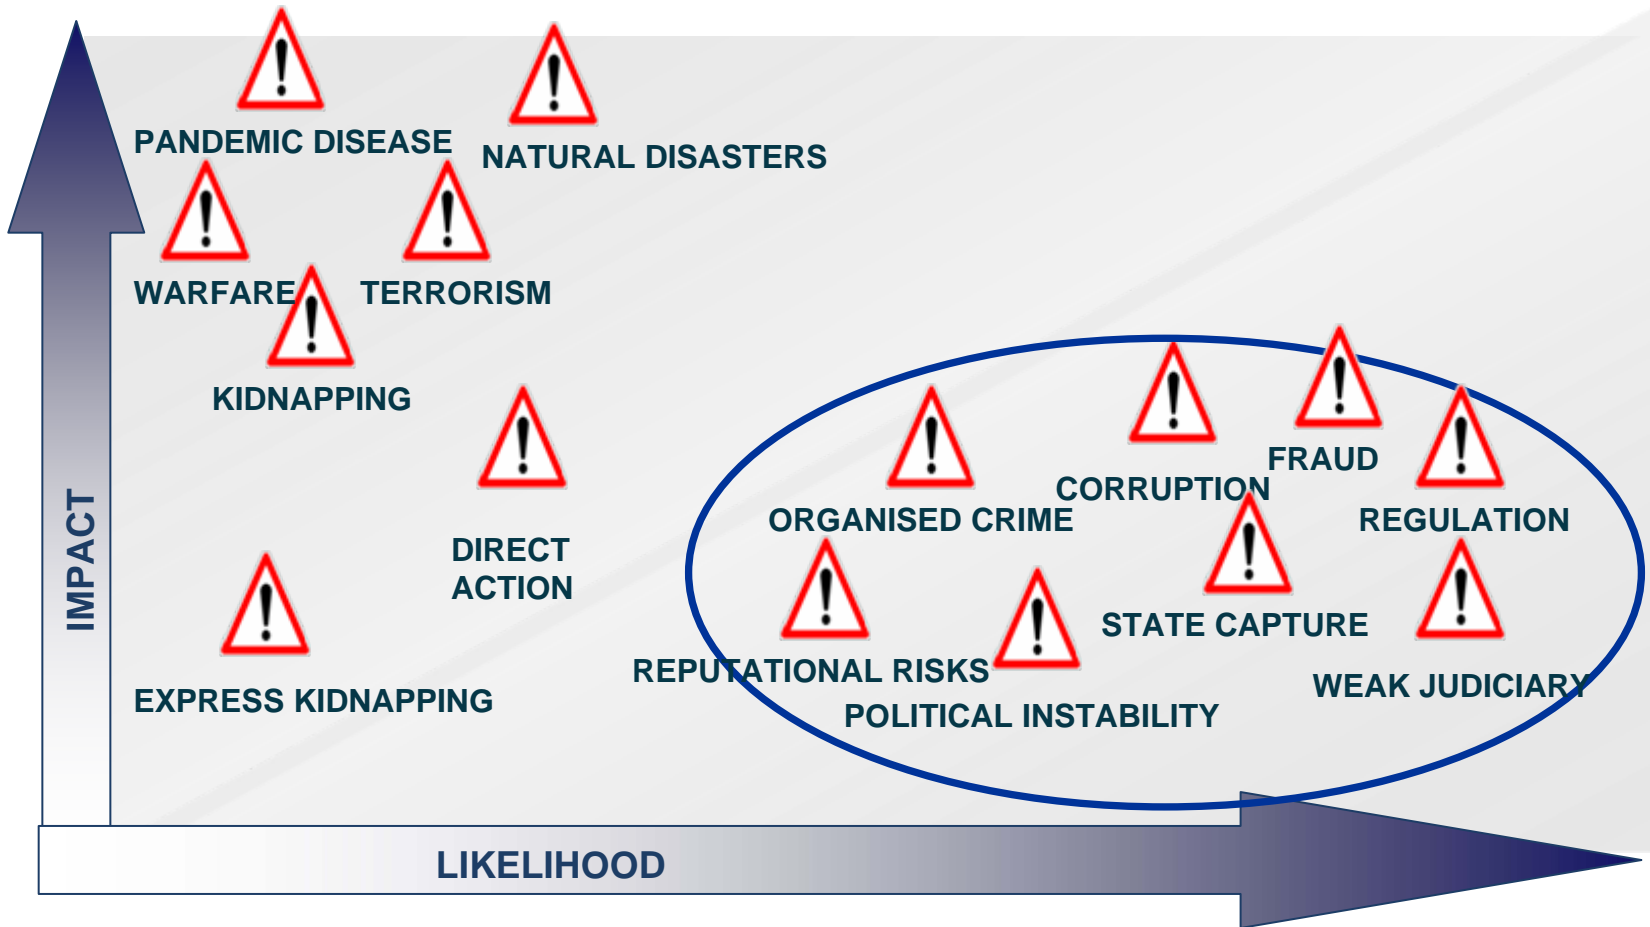 PANDEMIC DISEASE
NATURAL DISASTERS
WARFARE
TERRORISM
KIDNAPPING
DIRECT
ACTION
EXPRESS KIDNAPPING
IMPACT
FRAUD
CORRUPTION
ORGANISED CRIME
REGULATION
STATE CAPTURE
REPUTATIONAL RISKS
WEAK JUDICIARY
POLITICAL INSTABILITY
LIKELIHOOD